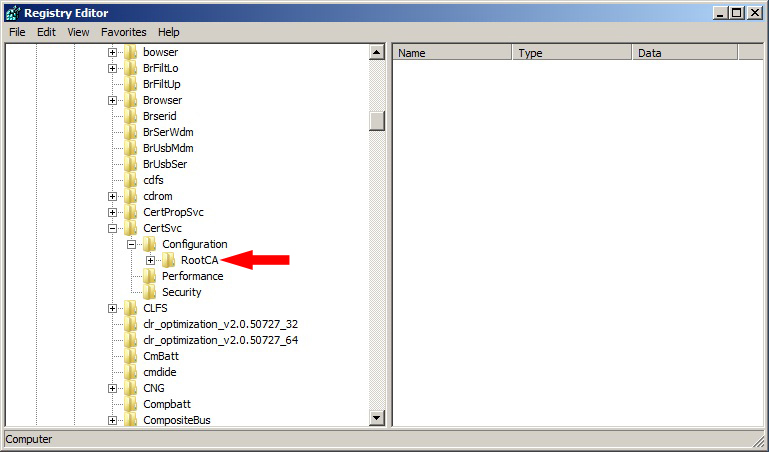 Registry Editor
File Edit View Favorites Help
Name Type Data
bowser
BrFiltLo
BrFiltUp
Browser
Brserid
BrSerWdm
BrUsbMdm
BrUsbSer
cdfs
cdrom
CertPropSvc
CertSvc
Configuration
RootCA
Performance
Security
CLFS
clr_optimization_v2.0.50727_32
clr_optimization_v2.0.50727_64
CmBatt
cmdide
CNG
Compbatt
CompositeBus
Computer